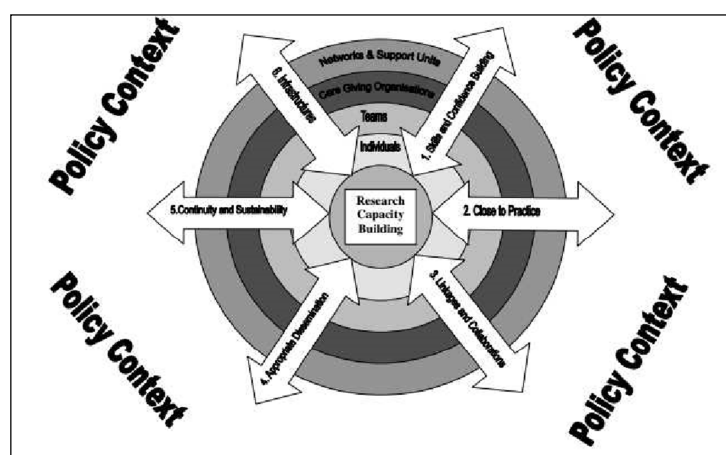 Policy Context
Policy Context
Networks & Support Units
Care Giving Organisations
Teams
Individuals
6. Infrastructures
1. Skills and Confidence Building
5.Continuity and Sustainability
Research
Capacity
Building
2. Close to Practice
4. Appropriate Dissemination
3. Linkages and Collaborations
Policy Context
Policy Context